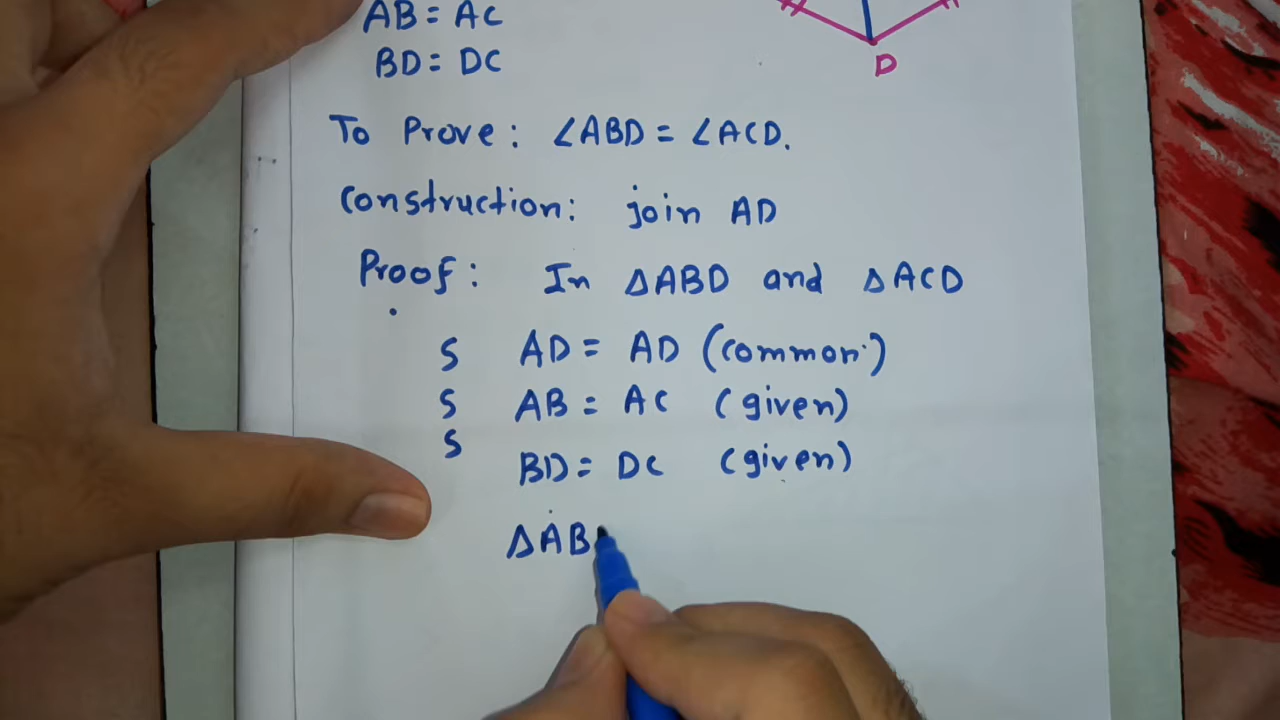 AB = AC
BD = DC
D
To Prove: ∠ABD = ∠ACD.
Construction: join AD
Proof: In ΔABD and ΔACD
S AD = AD (common)
S AB = AC (given)
S BD = DC (given)
ΔAB